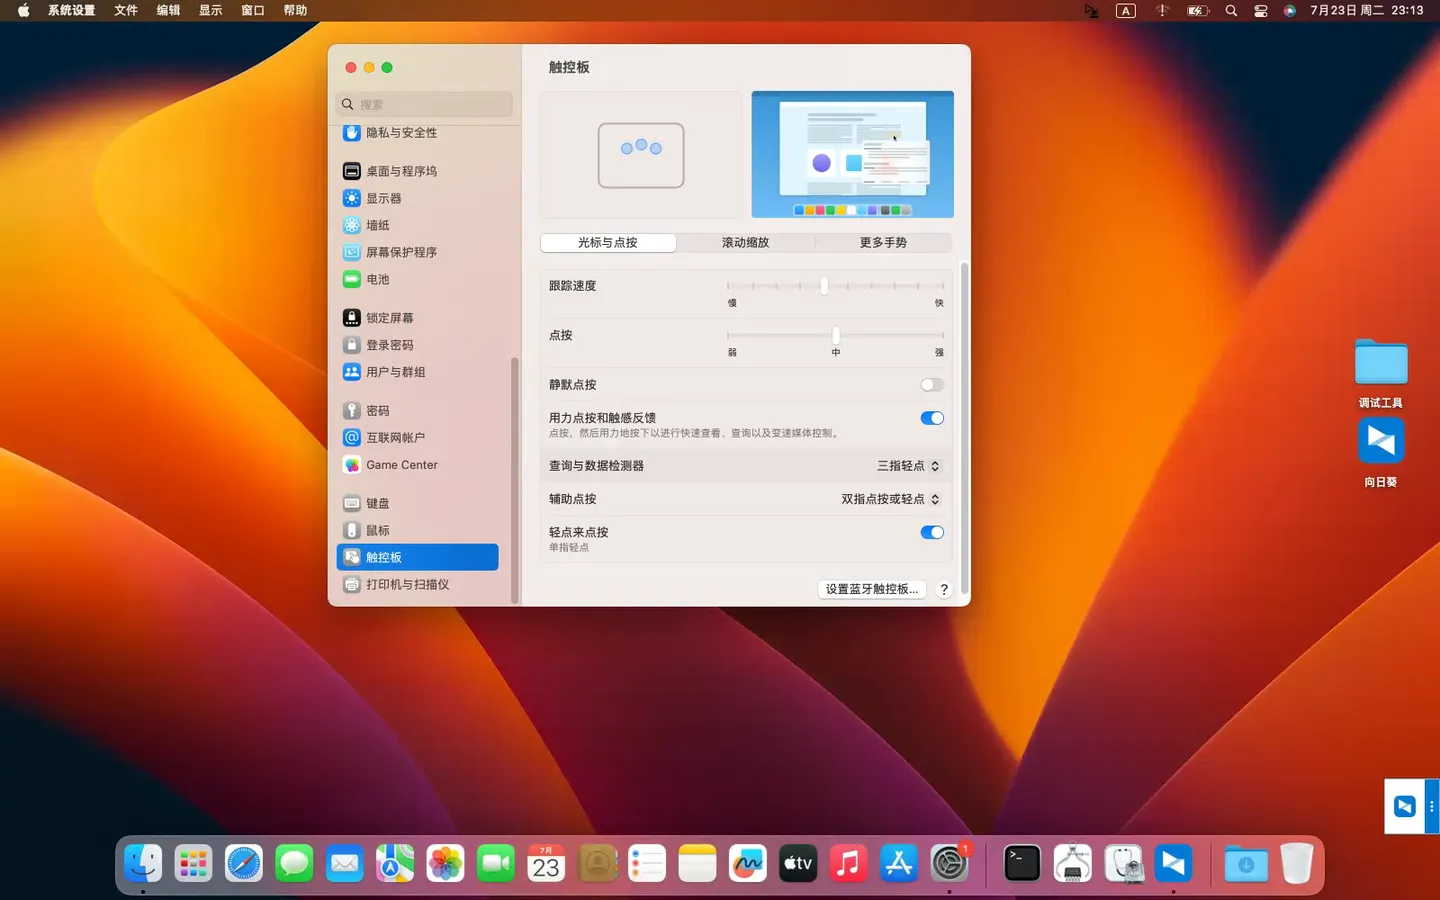 系统设置 文件 编辑 显示 窗口 帮助
A
7月23日 周二 23:13
触控板
搜索
隐私与安全性
桌面与程序坞
显示器
墙纸
屏幕保护程序
电池
锁定屏幕
登录密码
用户与群组
密码
互联网帐户
Game Center
键盘
鼠标
触控板
打印机与扫描仪
光标与点按 滚动缩放 更多手势
跟踪速度
慢 快
点按
弱 中 强
静默点按
用力点按和触感反馈
点按，然后用力地按下以进行快速查看、查询以及变速媒体控制。
查询与数据检测器 三指轻点
辅助点按 双指点按或轻点
轻点来点按
单指轻点
设置蓝牙触控板... ?
调试工具
向日葵
7月
23
tv
1
>_